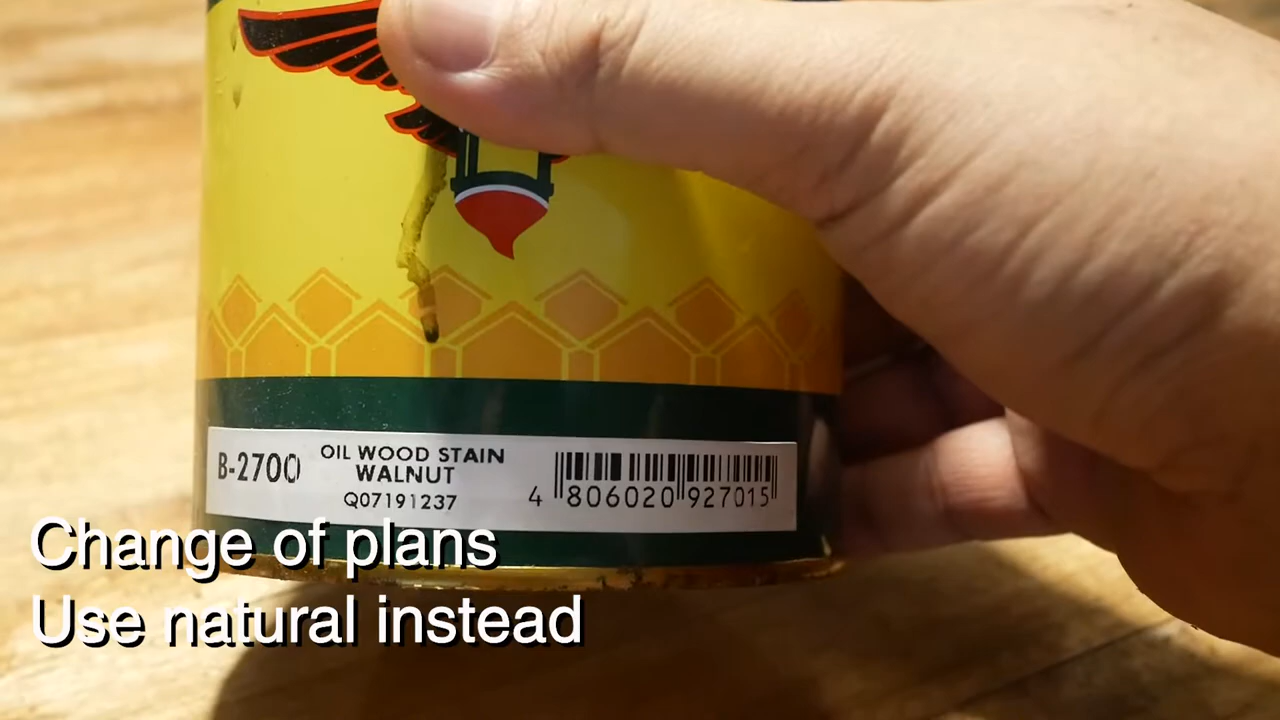 B-2700
OIL WOOD STAIN
WALNUT
Q07191237
4 806020 927015
Change of plans
Use natural instead